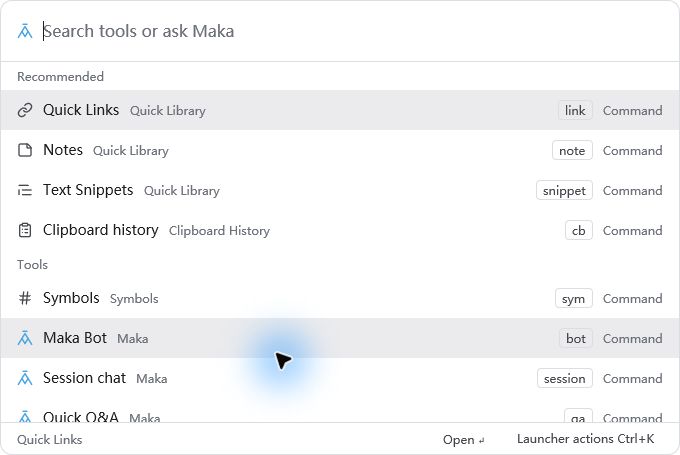 Search tools or ask Maka
Recommended
Quick Links Quick Library link Command
Notes Quick Library note Command
Text Snippets Quick Library snippet Command
Clipboard history Clipboard History cb Command
Tools
Symbols Symbols sym Command
Maka Bot Maka bot Command
Session chat Maka session Command
Quick Q&A Maka qa Command
Quick Links Open ↲ Launcher actions Ctrl+K